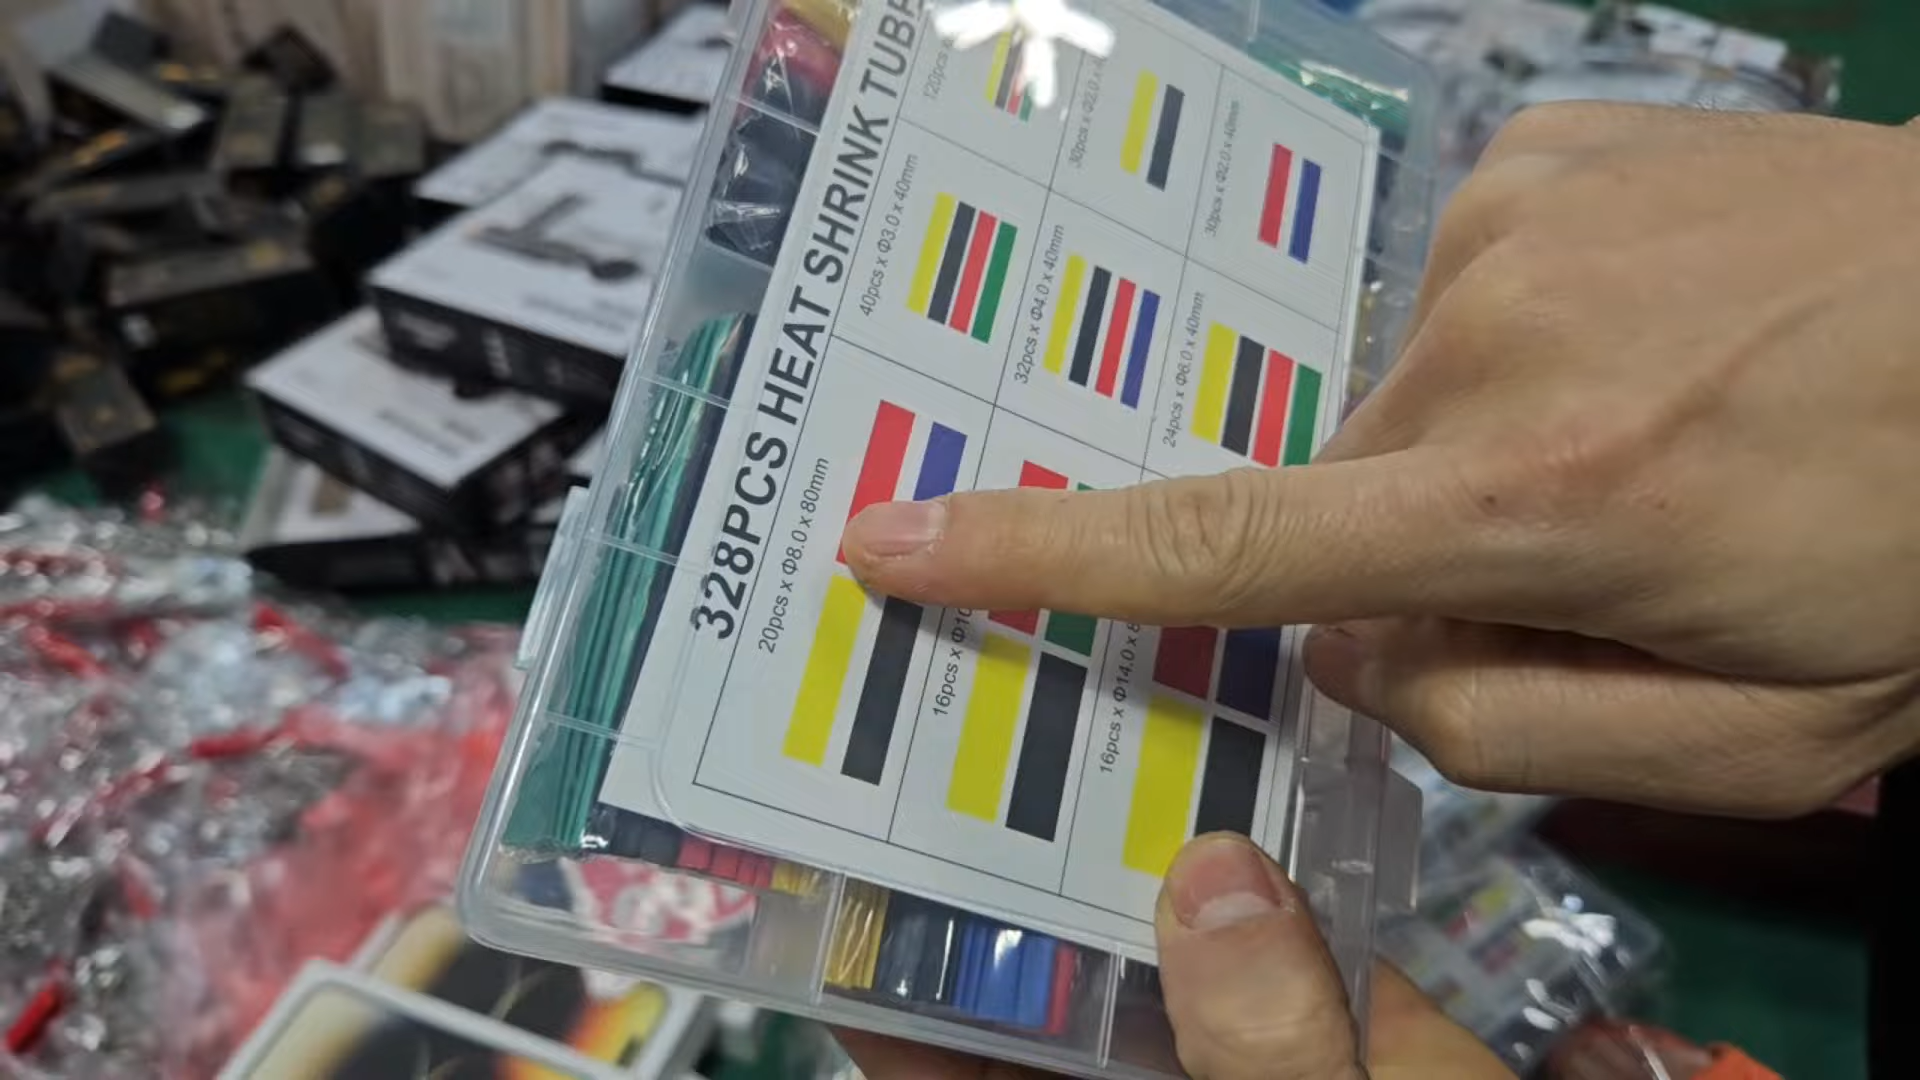 328PCS HEAT SHRINK TUBE
120pcs
30pcs x Φ2.0 x
30pcs x Φ2.0 x 40mm
40pcs x Φ3.0 x 40mm
32pcs x Φ4.0 x 40mm
24pcs x Φ6.0 x 40mm
20pcs x Φ8.0 x 80mm
16pcs x Φ10
16pcs x Φ14.0 x 8